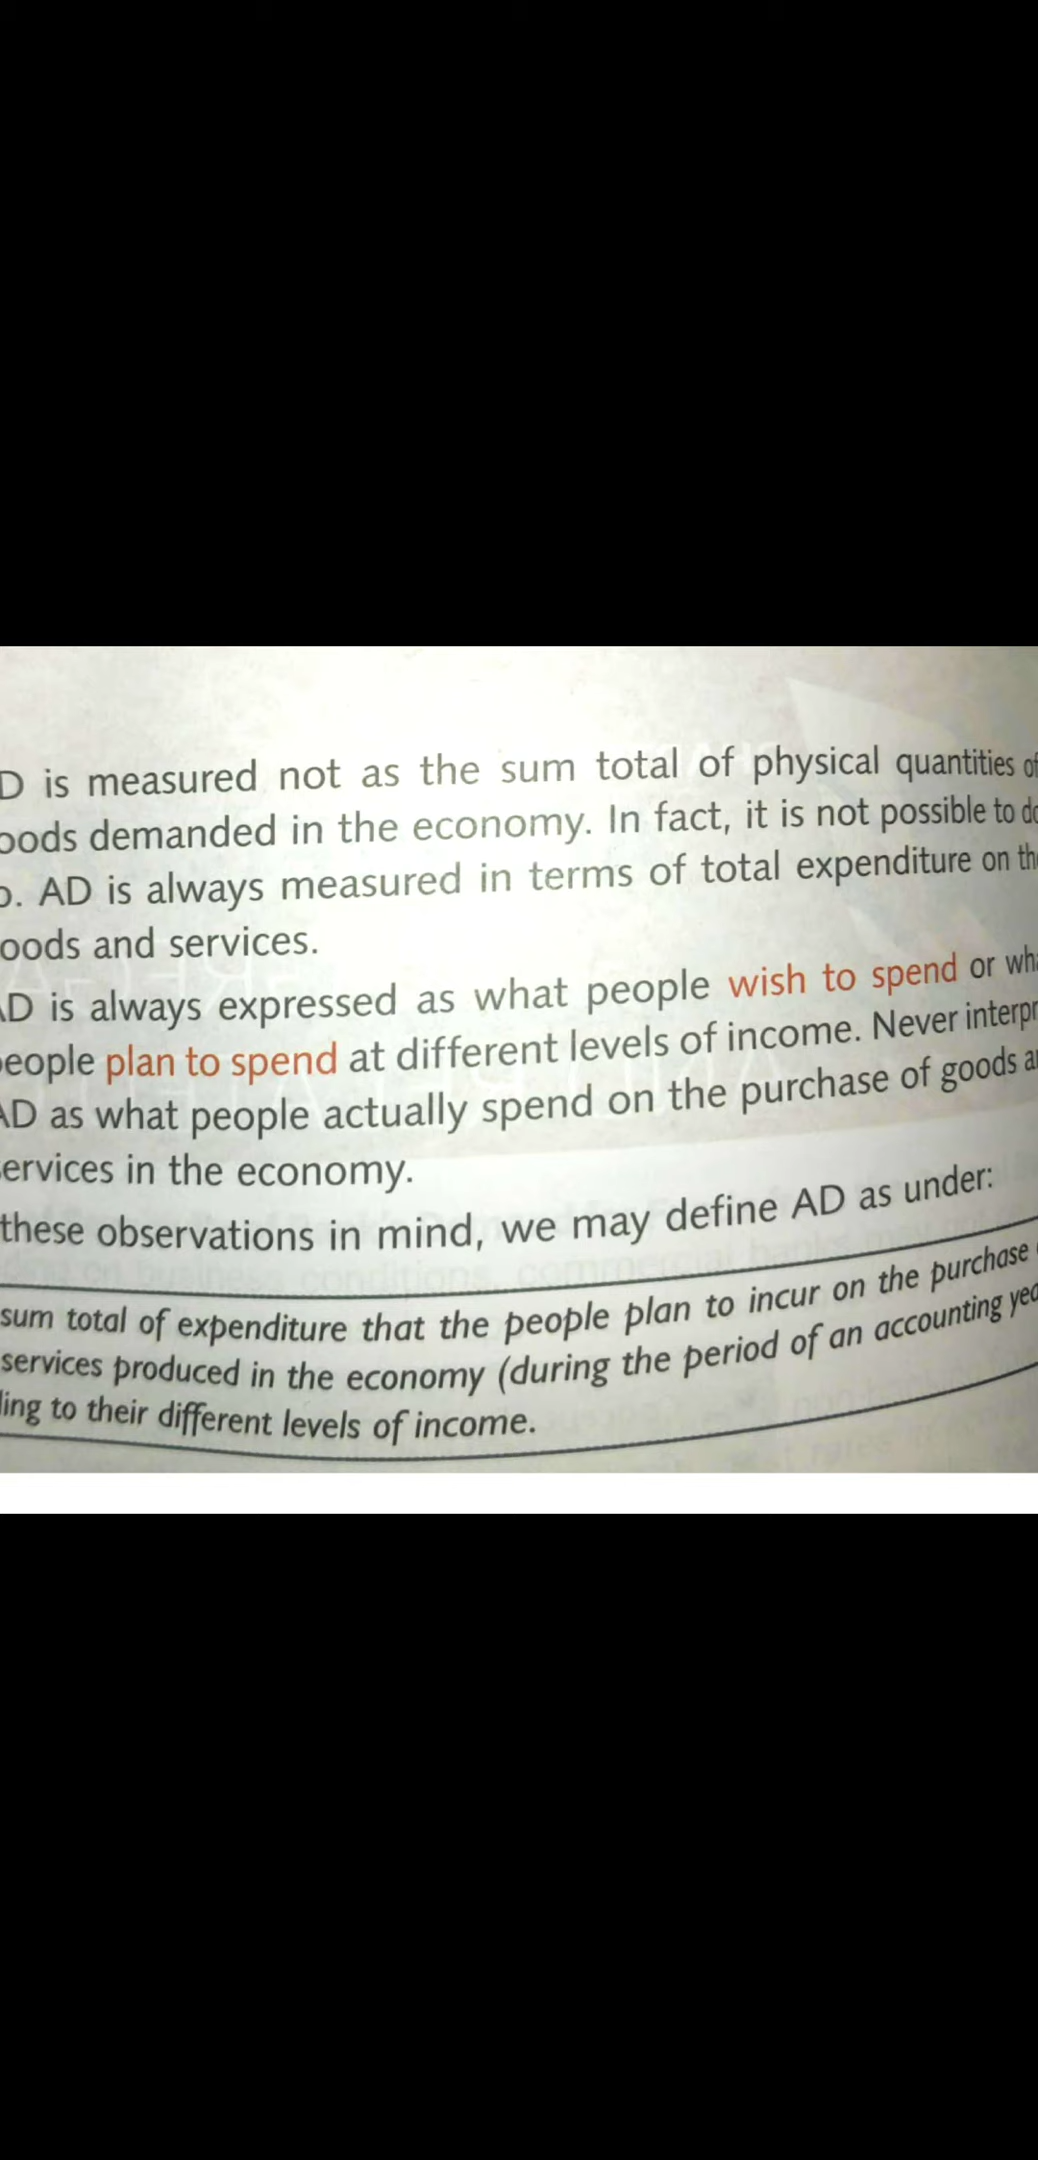 D is measured not as the sum total of physical quantities of
oods demanded in the economy. In fact, it is not possible to do
o. AD is always measured in terms of total expenditure on th
oods and services.
AD is always expressed as what people wish to spend or wha
people plan to spend at different levels of income. Never interpr
AD as what people actually spend on the purchase of goods a
ervices in the economy.
these observations in mind, we may define AD as under:
sum total of expenditure that the people plan to incur on the purchase
services produced in the economy (during the period of an accounting yea
ling to their different levels of income.